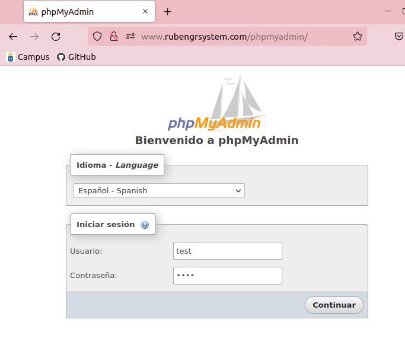 phpMyAdmin
www.rubengrsystem.com/phpmyadmin/
Campus GitHub
phpMyAdmin
Bienvenido a phpMyAdmin
Idioma - Language
Español - Spanish
Iniciar sesión
Usuario: test
Contraseña: ••••
Continuar